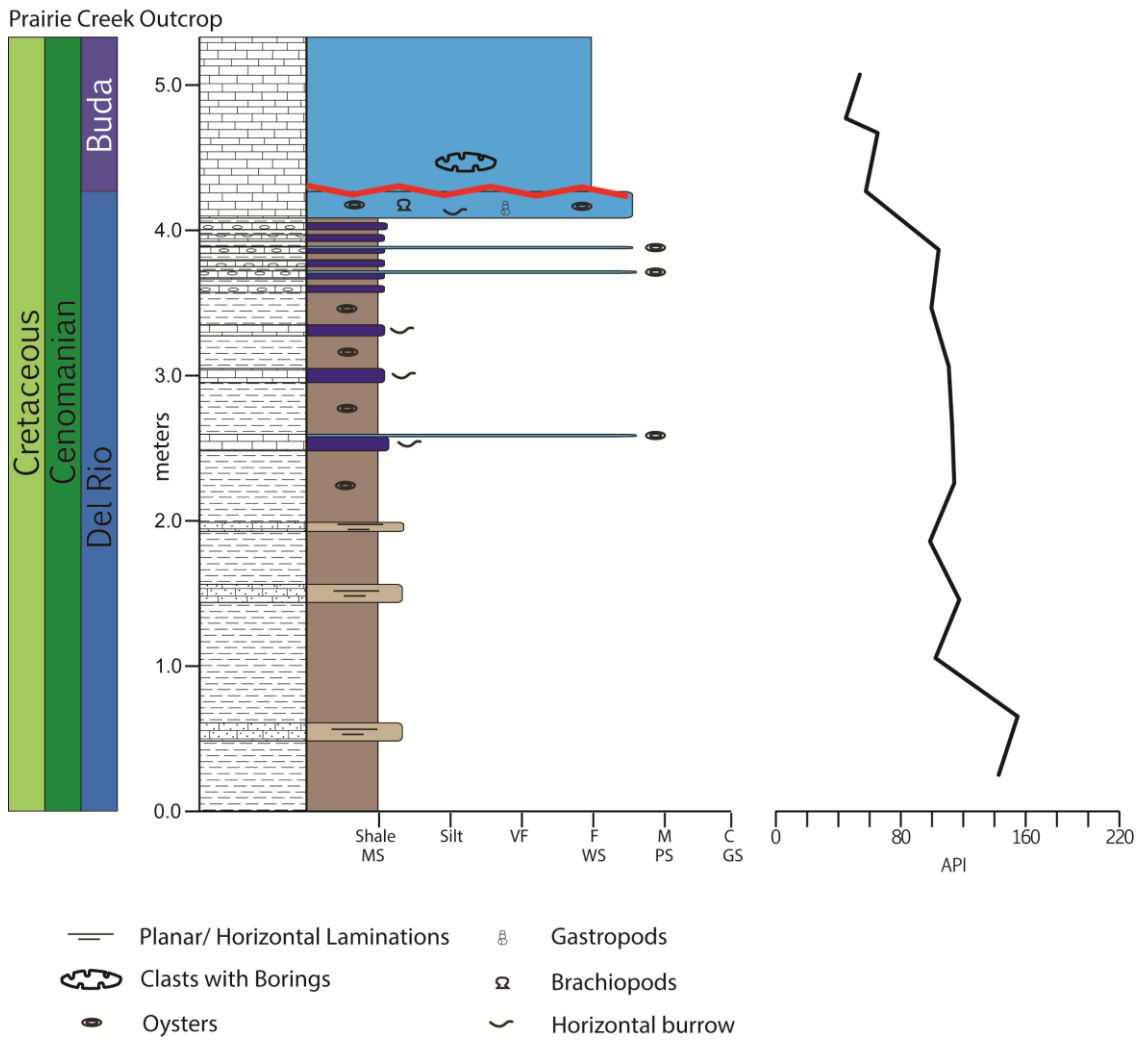 Prairie Creek Outcrop
Cretaceous
Cenomanian
Buda
Del Rio
meters
5.0
4.0
3.0
2.0
1.0
0.0
Shale Silt VF F M C
MS WS PS GS
0 80 160 220
API
Planar/ Horizontal Laminations Gastropods
Clasts with Borings Brachiopods
Oysters Horizontal burrow